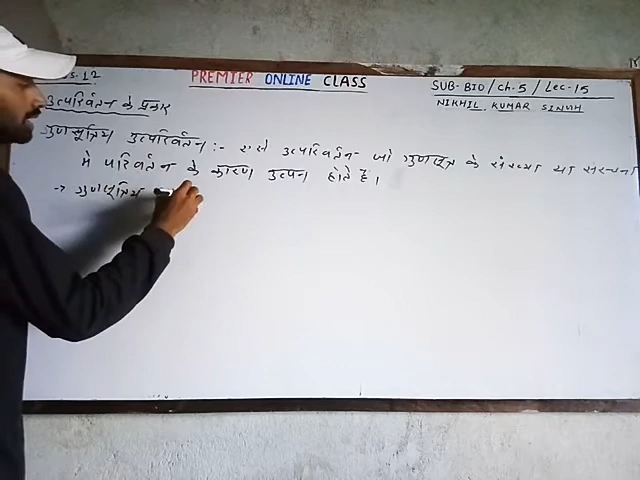 PREMIER ONLINE CLASS
SUB-BIO/Ch-5/Lec-15
NIKHIL KUMAR SINGH
12
उत्परिवर्तन के प्रकार
गुणसूत्रिय उत्परिवर्तन :- ऐसे उत्परिवर्तन जो गुणसूत्र के संख्या या संरचना
मे परिवर्तन के कारण उत्पन होते है।
→ गुणसूत्रिय